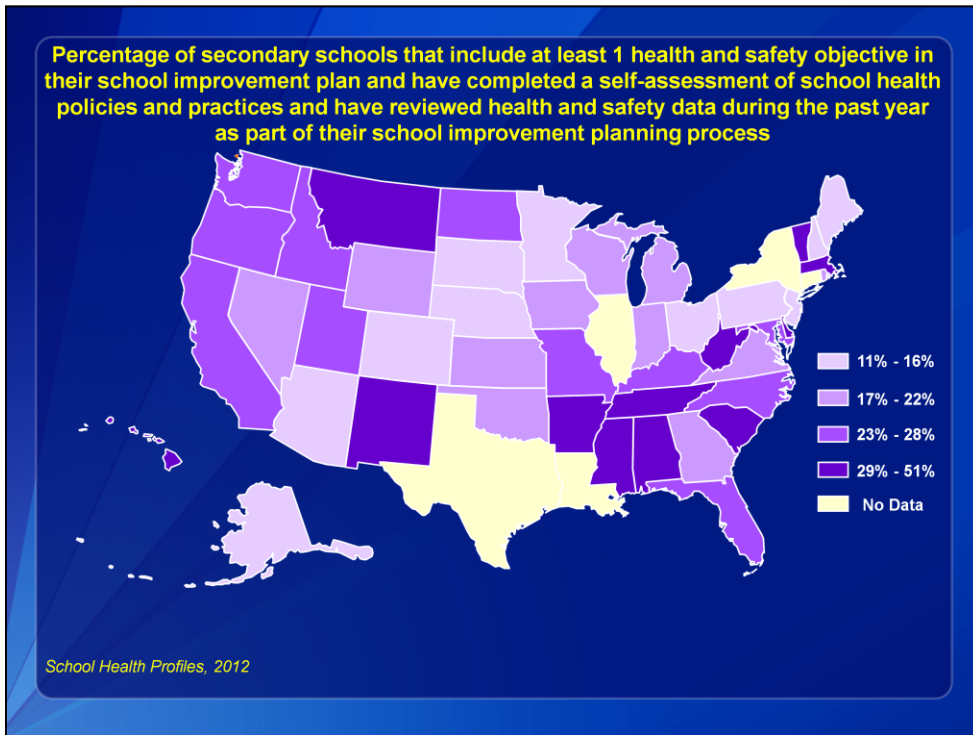 Percentage of secondary schools that include at least 1 health and safety objective in
their school improvement plan and have completed a self-assessment of school health
policies and practices and have reviewed health and safety data during the past year
as part of their school improvement planning process
11% - 16%
17% - 22%
23% - 28%
29% - 51%
No Data
School Health Profiles, 2012